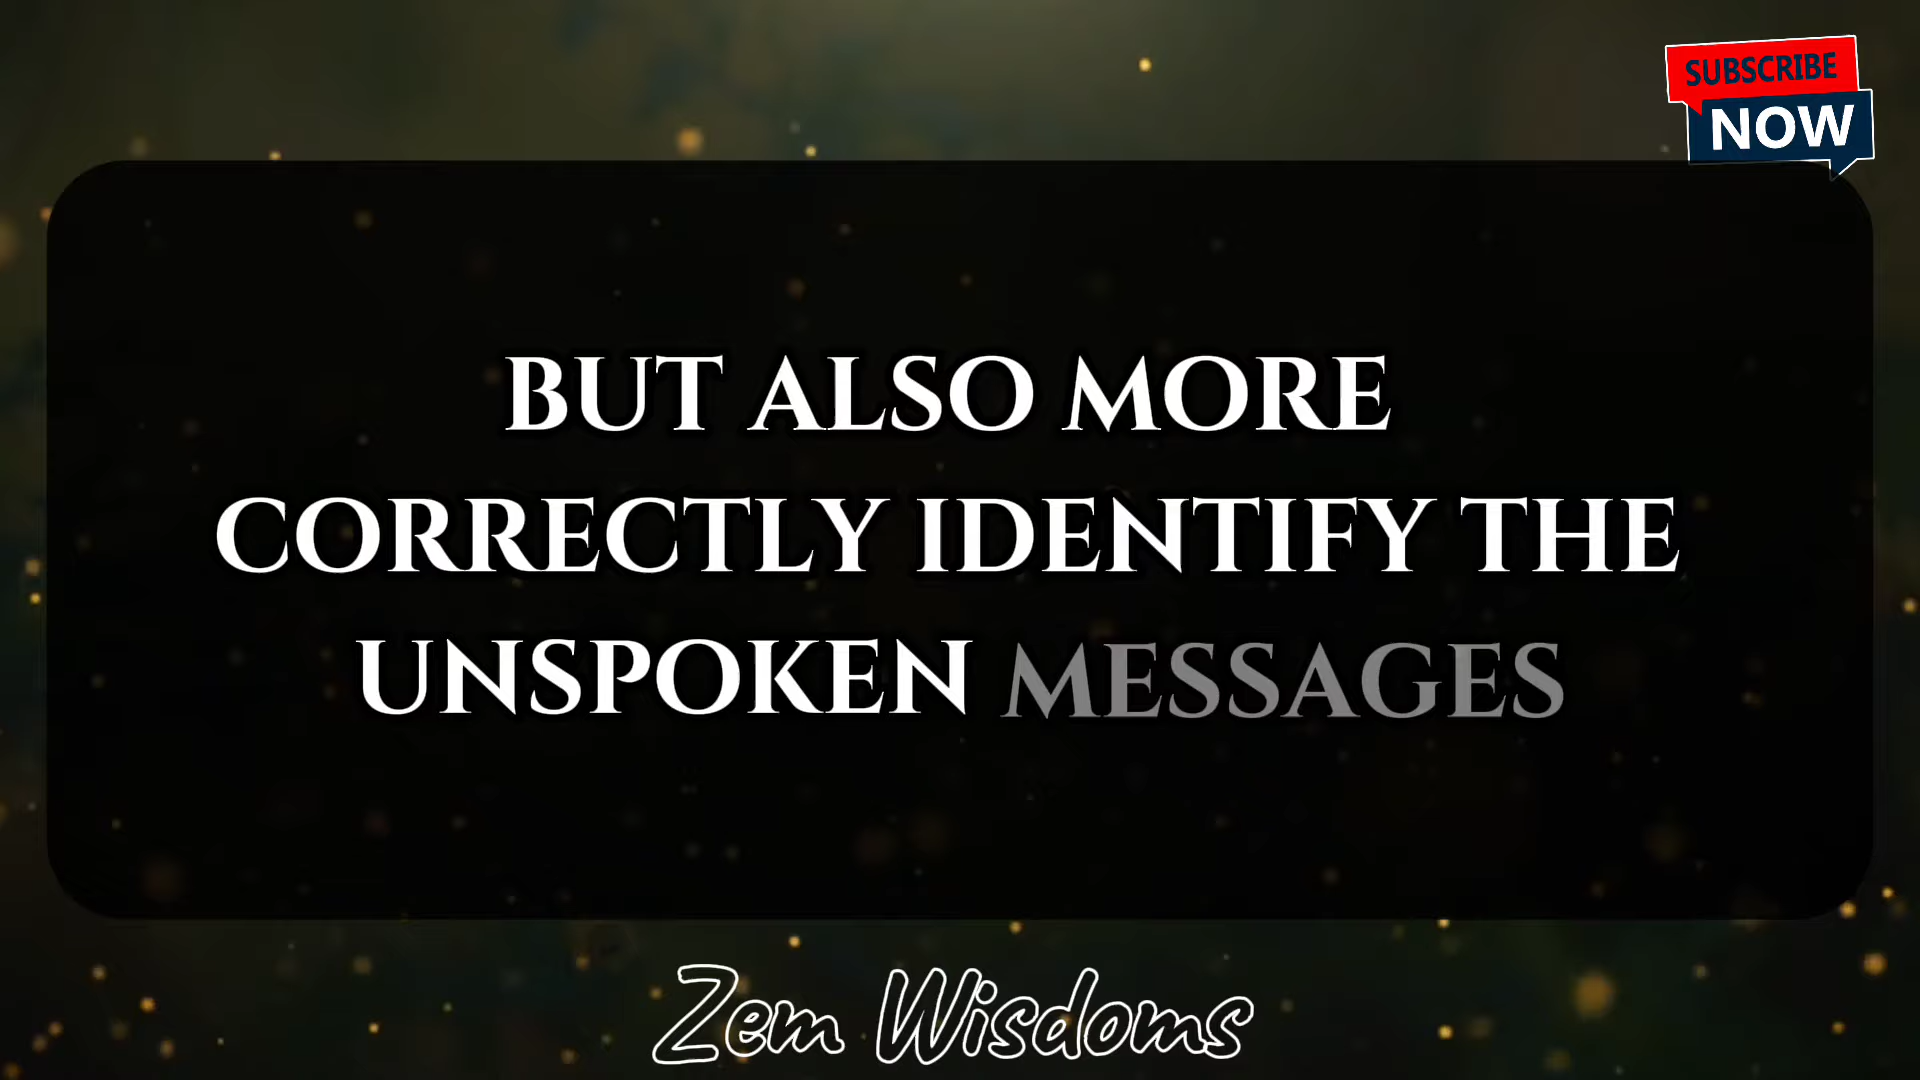 SUBSCRIBE
NOW
BUT ALSO MORE
CORRECTLY IDENTIFY THE
UNSPOKEN MESSAGES
Zem Wisdoms